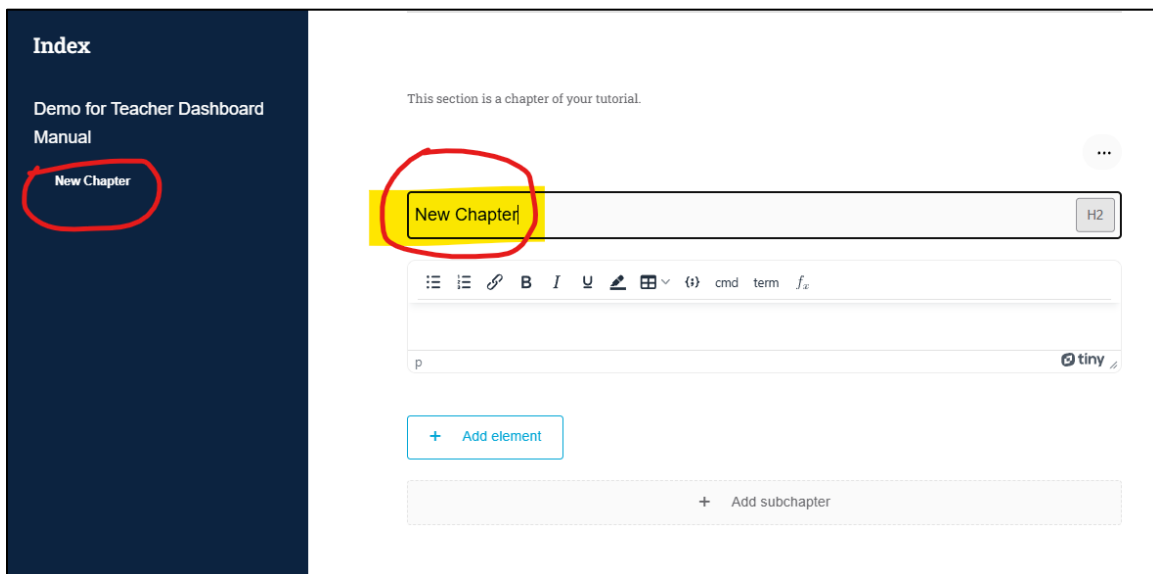 Index
Demo for Teacher Dashboard
Manual
New Chapter
This section is a chapter of your tutorial.
...
New Chapter
H2
B I U {;} cmd term fx
p
tiny
+ Add element
+ Add subchapter